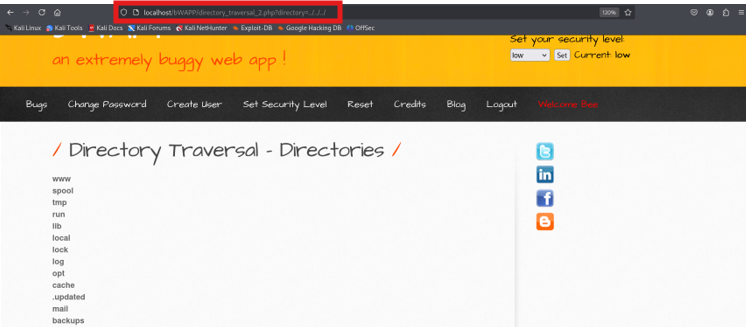 localhost/bWAPP/directory_traversal_2.php?directory=../../../
120%
Kali Linux Kali Tools Kali Docs Kali Forums Kali NetHunter Exploit-DB Google Hacking DB OffSec
an extremely buggy web app !
Set your security level:
low Set Current: low
Bugs Change Password Create User Set Security Level Reset Credits Blog Logout Welcome Bee
/ Directory Traversal - Directories /
www
spool
tmp
run
lib
local
lock
log
opt
cache
.updated
mail
backups